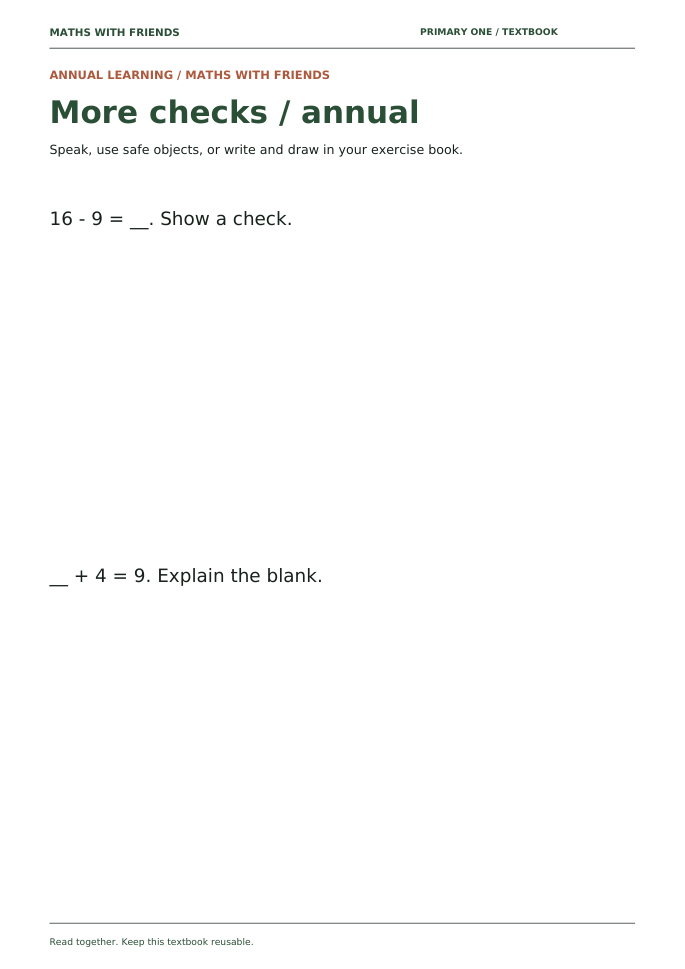 MATHS WITH FRIENDS
PRIMARY ONE / TEXTBOOK
ANNUAL LEARNING / MATHS WITH FRIENDS
More checks / annual
Speak, use safe objects, or write and draw in your exercise book.
16 - 9 = __. Show a check.
__ + 4 = 9. Explain the blank.
Read together. Keep this textbook reusable.